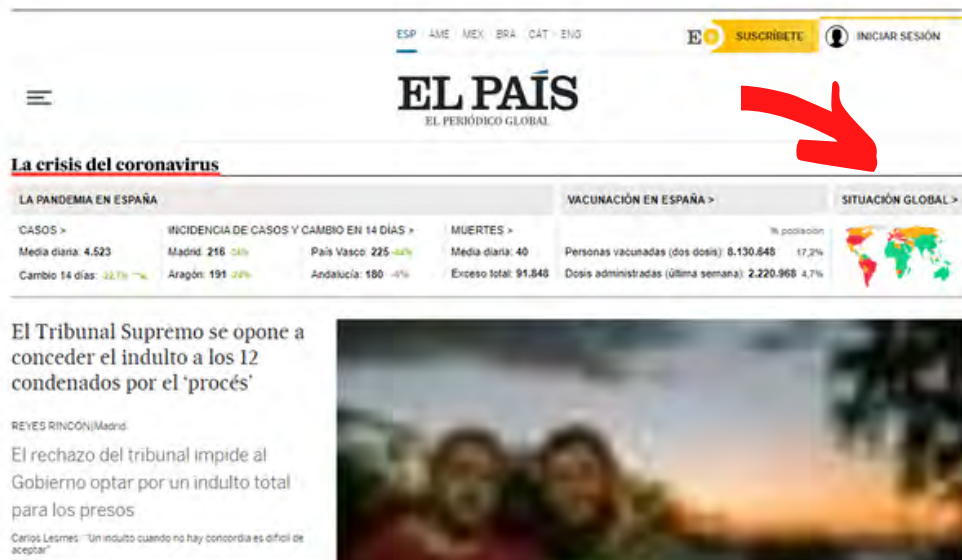 ESP AME MEX BRA CAT ENG
SUSCRÍBETE
INICIAR SESIÓN
EL PAÍS
EL PERIÓDICO GLOBAL
La crisis del coronavirus
LA PANDEMIA EN ESPAÑA
VACUNACIÓN EN ESPAÑA >
SITUACIÓN GLOBAL >
CASOS >
INCIDENCIA DE CASOS Y CAMBIO EN 14 DÍAS >
MUERTES >
% población
Media diaria: 4.523
Madrid: 216
País Vasco: 225
Media diaria: 40
Personas vacunadas (dos dosis): 8.130.648 17,2%
Cambio 14 días:
Aragón: 191
Andalucía: 180
Exceso total: 91.848
Dosis administradas (última semana): 2.220.968 4,7%
El Tribunal Supremo se opone a
conceder el indulto a los 12
condenados por el ‘procés’
REYES RINCÓN|Madrid
El rechazo del tribunal impide al
Gobierno optar por un indulto total
para los presos
Carlos Lesmes: "Un indulto cuando no hay concordia es difícil de
aceptar"